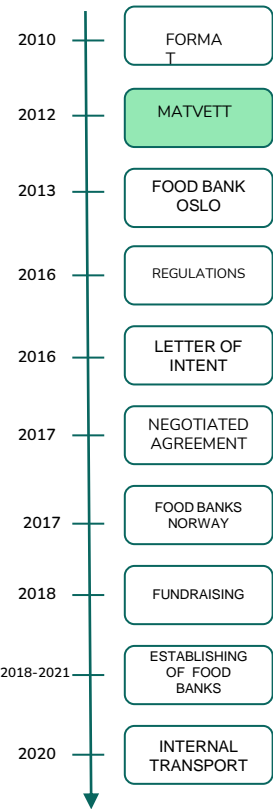 2010
FORMA
T
2012
MATVETT
2013
FOOD BANK
OSLO
2016
REGULATIONS
2016
LETTER OF
INTENT
2017
NEGOTIATED
AGREEMENT
2017
FOOD BANKS
NORWAY
2018
FUNDRAISING
2018-2021
ESTABLISHING
OF FOOD
BANKS
2020
INTERNAL
TRANSPORT